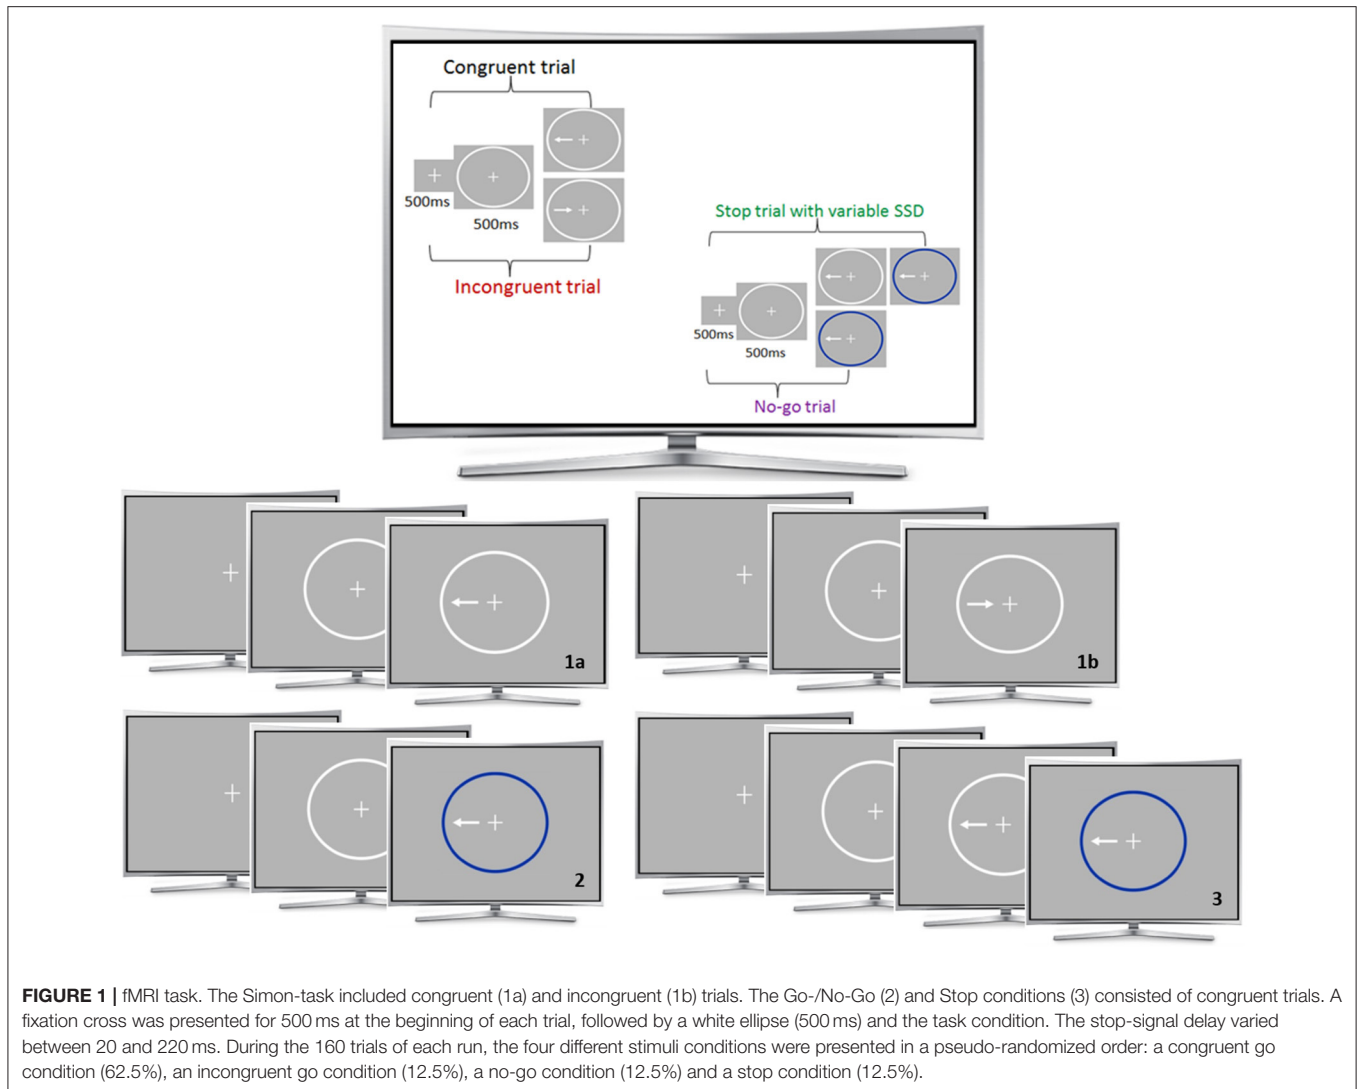 Congruent trial
500ms
500ms
Incongruent trial
Stop trial with variable SSD
500ms
500ms
No-go trial
1a
1b
2
3
FIGURE 1 | fMRI task. The Simon-task included congruent (1a) and incongruent (1b) trials. The Go-/No-Go (2) and Stop conditions (3) consisted of congruent trials. A
fixation cross was presented for 500 ms at the beginning of each trial, followed by a white ellipse (500 ms) and the task condition. The stop-signal delay varied
between 20 and 220 ms. During the 160 trials of each run, the four different stimuli conditions were presented in a pseudo-randomized order: a congruent go
condition (62.5%), an incongruent go condition (12.5%), a no-go condition (12.5%) and a stop condition (12.5%).